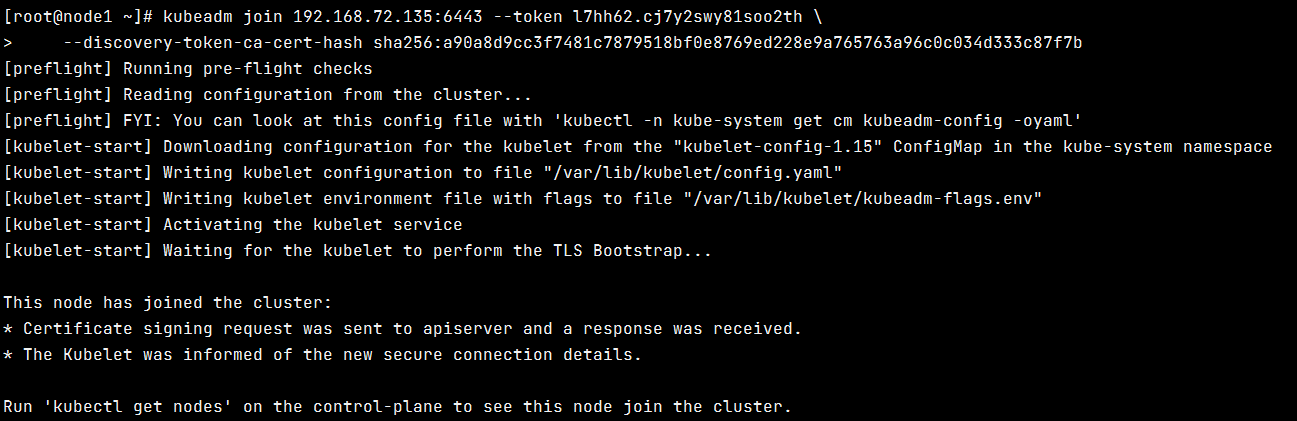 [root@node1 ~]# kubeadm join 192.168.72.135:6443 --token l7hh62.cj7y2swy81soo2th \
>     --discovery-token-ca-cert-hash sha256:a90a8d9cc3f7481c7879518bf0e8769ed228e9a765763a96c0c034d333c87f7b
[preflight] Running pre-flight checks
[preflight] Reading configuration from the cluster...
[preflight] FYI: You can look at this config file with 'kubectl -n kube-system get cm kubeadm-config -oyaml'
[kubelet-start] Downloading configuration for the kubelet from the "kubelet-config-1.15" ConfigMap in the kube-system namespace
[kubelet-start] Writing kubelet configuration to file "/var/lib/kubelet/config.yaml"
[kubelet-start] Writing kubelet environment file with flags to file "/var/lib/kubelet/kubeadm-flags.env"
[kubelet-start] Activating the kubelet service
[kubelet-start] Waiting for the kubelet to perform the TLS Bootstrap...

This node has joined the cluster:
* Certificate signing request was sent to apiserver and a response was received.
* The Kubelet was informed of the new secure connection details.

Run 'kubectl get nodes' on the control-plane to see this node join the cluster.